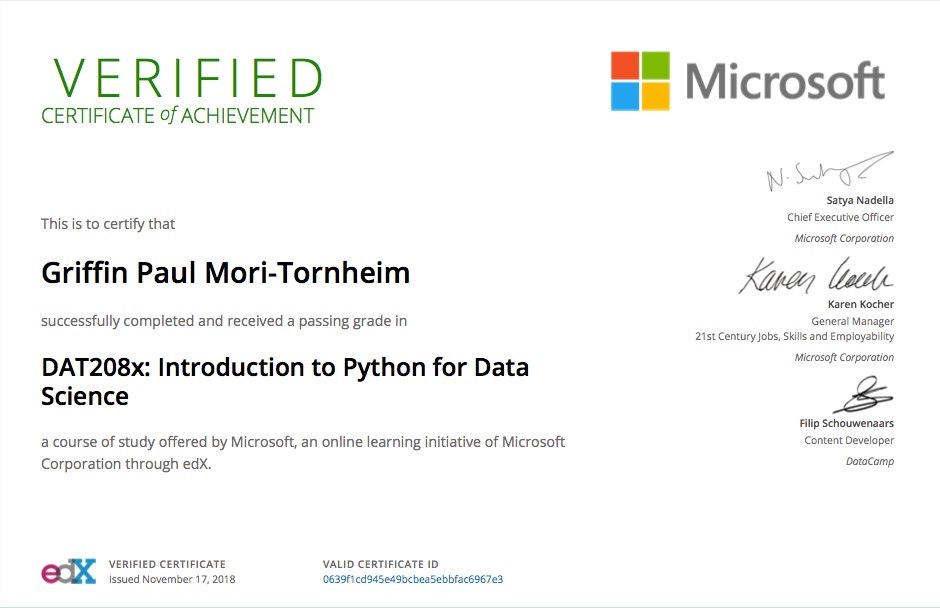 VERIFIED
CERTIFICATE of ACHIEVEMENT
Microsoft
This is to certify that
Griffin Paul Mori-Tornheim
successfully completed and received a passing grade in
DAT208x: Introduction to Python for Data
Science
a course of study offered by Microsoft, an online learning initiative of Microsoft
Corporation through edX.
Satya Nadella
Chief Executive Officer
Microsoft Corporation
Karen Kocher
General Manager
21st Century Jobs, Skills and Employability
Microsoft Corporation
Filip Schouwenaars
Content Developer
DataCamp
edX
VERIFIED CERTIFICATE
Issued November 17, 2018
VALID CERTIFICATE ID
0639f1cd945e49bcbea5ebbfac6967e3